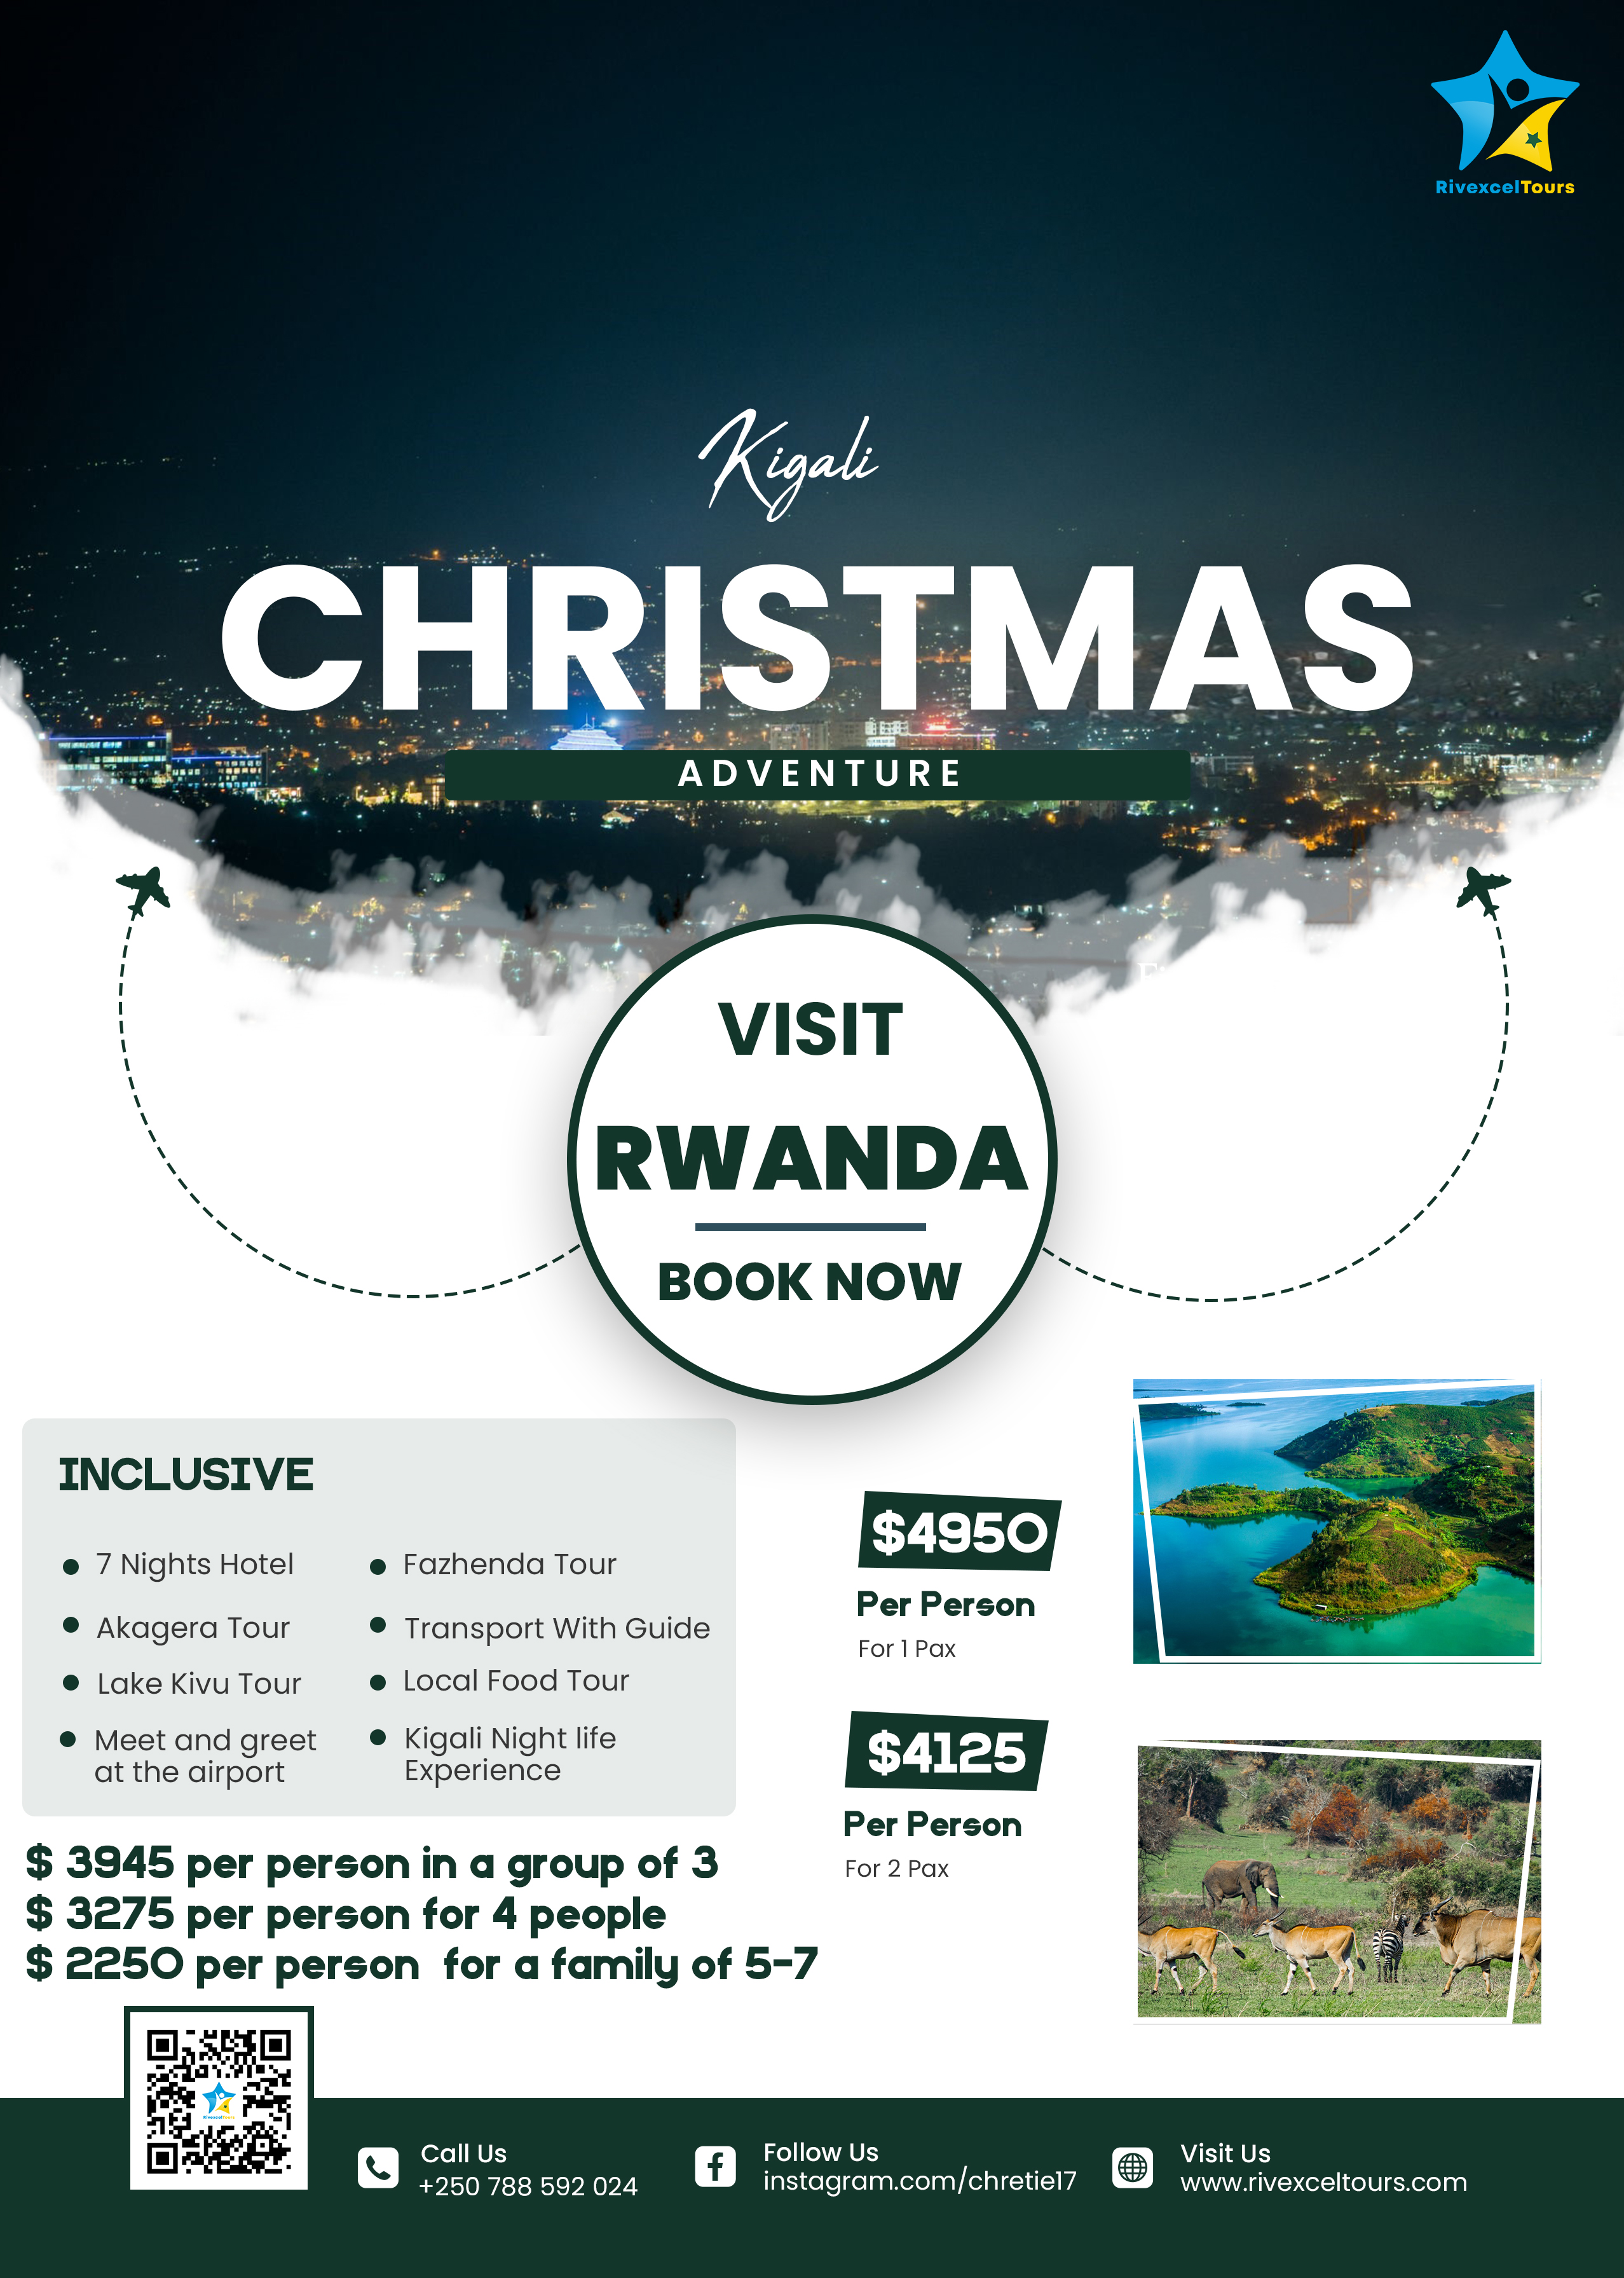 RivexcelTours
Kigali
CHRISTMAS
ADVENTURE
VISIT
RWANDA
BOOK NOW
INCLUSIVE
7 Nights Hotel
Akagera Tour
Lake Kivu Tour
Meet and greet
at the airport
Fazhenda Tour
Transport With Guide
Local Food Tour
Kigali Night life
Experience
$4950
Per Person
For 1 Pax
$4125
Per Person
For 2 Pax
$ 3945 per person in a group of 3
$ 3275 per person for 4 people
$ 2250 per person for a family of 5-7
RivexcelTours
Call Us
+250 788 592 024
Follow Us
instagram.com/chretie17
Visit Us
www.rivexceltours.com